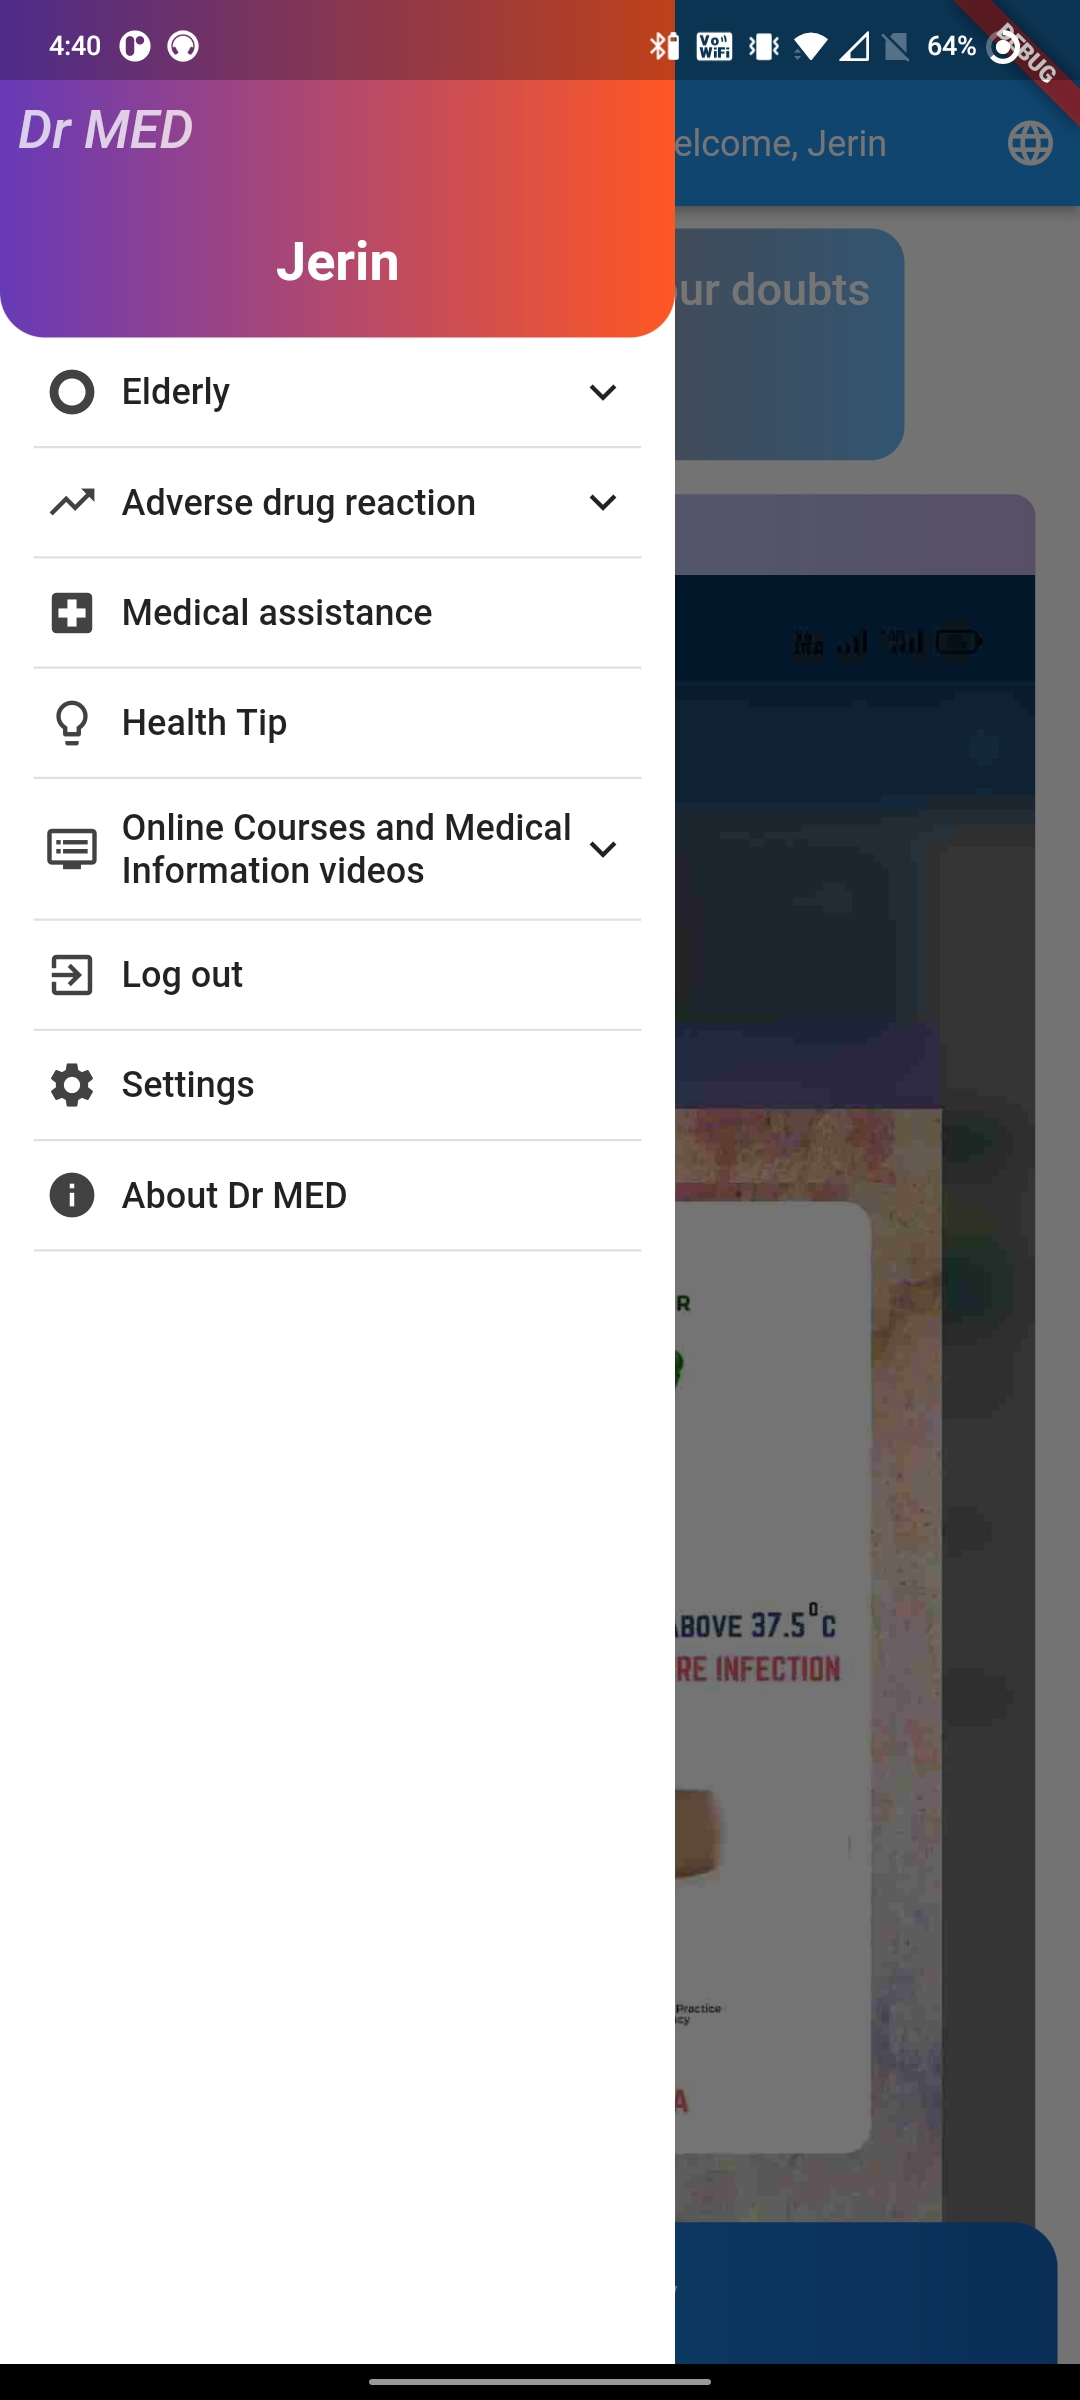 4:40
Vo WiFi
64%
DEBUG
Dr MED
elcome, Jerin
Jerin
ur doubts
Elderly
Adverse drug reaction
Medical assistance
Health Tip
Online Courses and Medical
Information videos
Log out
Settings
About Dr MED
R
ABOVE 37.5°C
RE INFECTION
Practice
cy
A